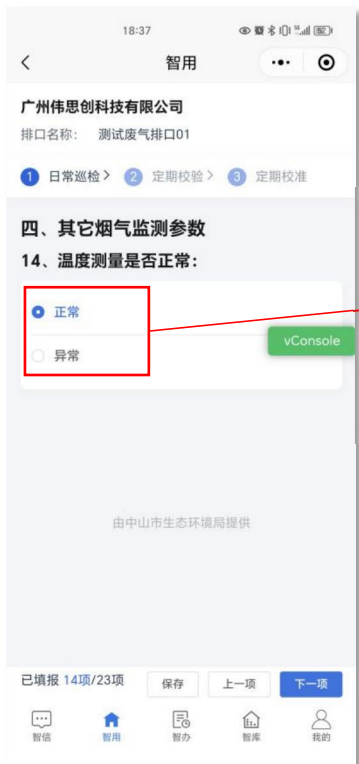 18:37
智用
广州伟思创科技有限公司
排口名称： 测试废气排口01
1 日常巡检 > 2 定期校验 > 3 定期校准
四、其它烟气监测参数
14、温度测量是否正常：
正常
异常
vConsole
由中山市生态环境局提供
已填报 14项/23项 保存 上一项 下一项
智信 智用 智办 智库 我的